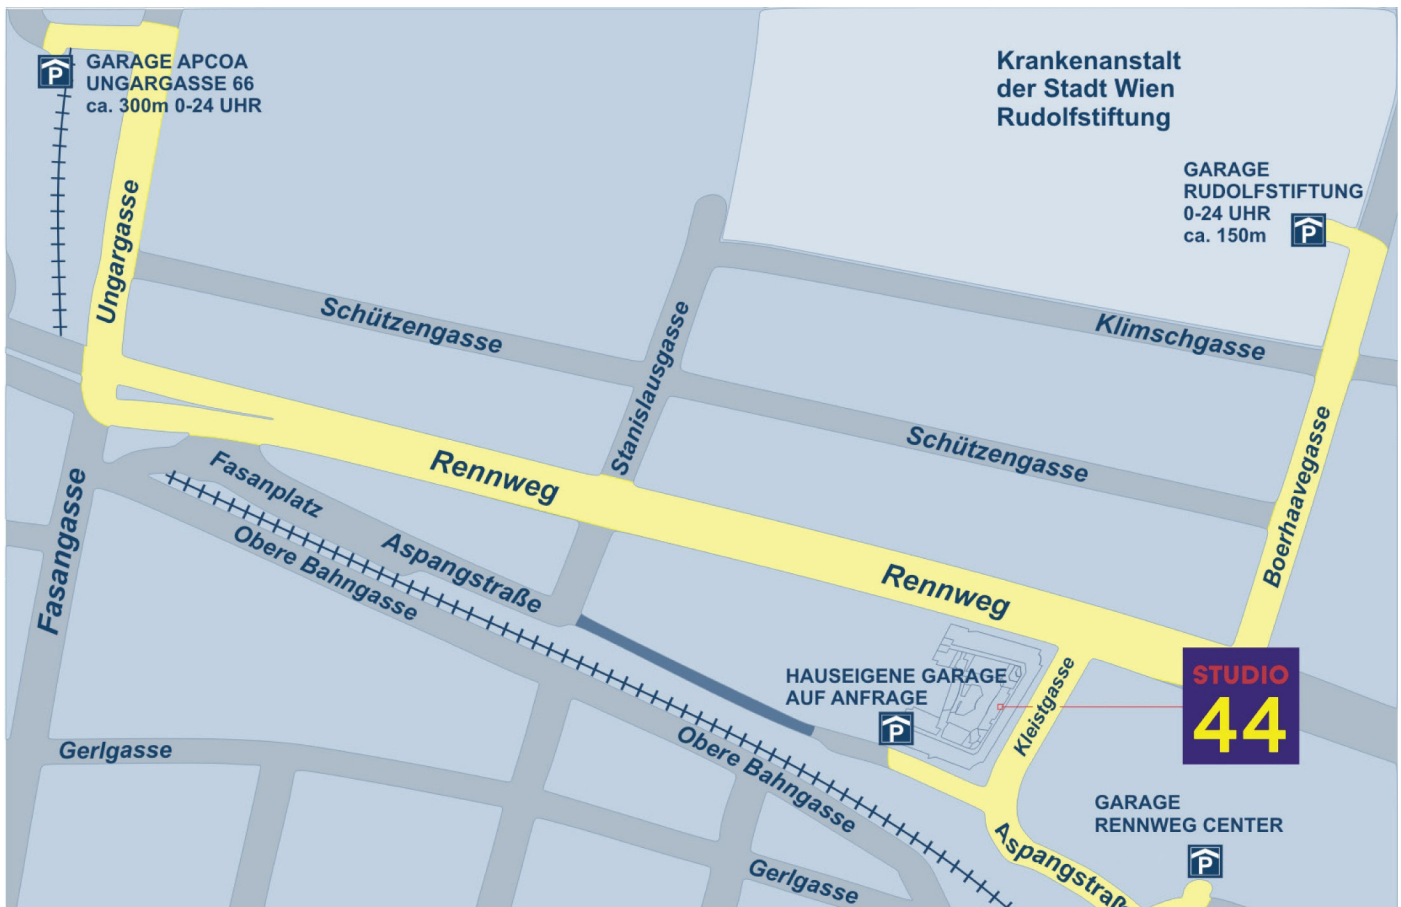 GARAGE APCOA
UNGARGASSE 66
ca. 300m 0-24 UHR
Krankenanstalt
der Stadt Wien
Rudolfstiftung
GARAGE
RUDOLFSTIFTUNG
0-24 UHR
ca. 150m
P
P
Ungargasse
Schützengasse
Stanislausgasse
Klimschgasse
Schützengasse
Boerhaavegasse
Rennweg
Rennweg
Fasanplatz
Fasangasse
Aspangstraße
Obere Bahngasse
HAUSEIGENE GARAGE
AUF ANFRAGE
P
Kleistgasse
STUDIO
44
Gerlgasse
Obere Bahngasse
GARAGE
RENNWEG CENTER
P
Aspangstraß
Gerlgasse